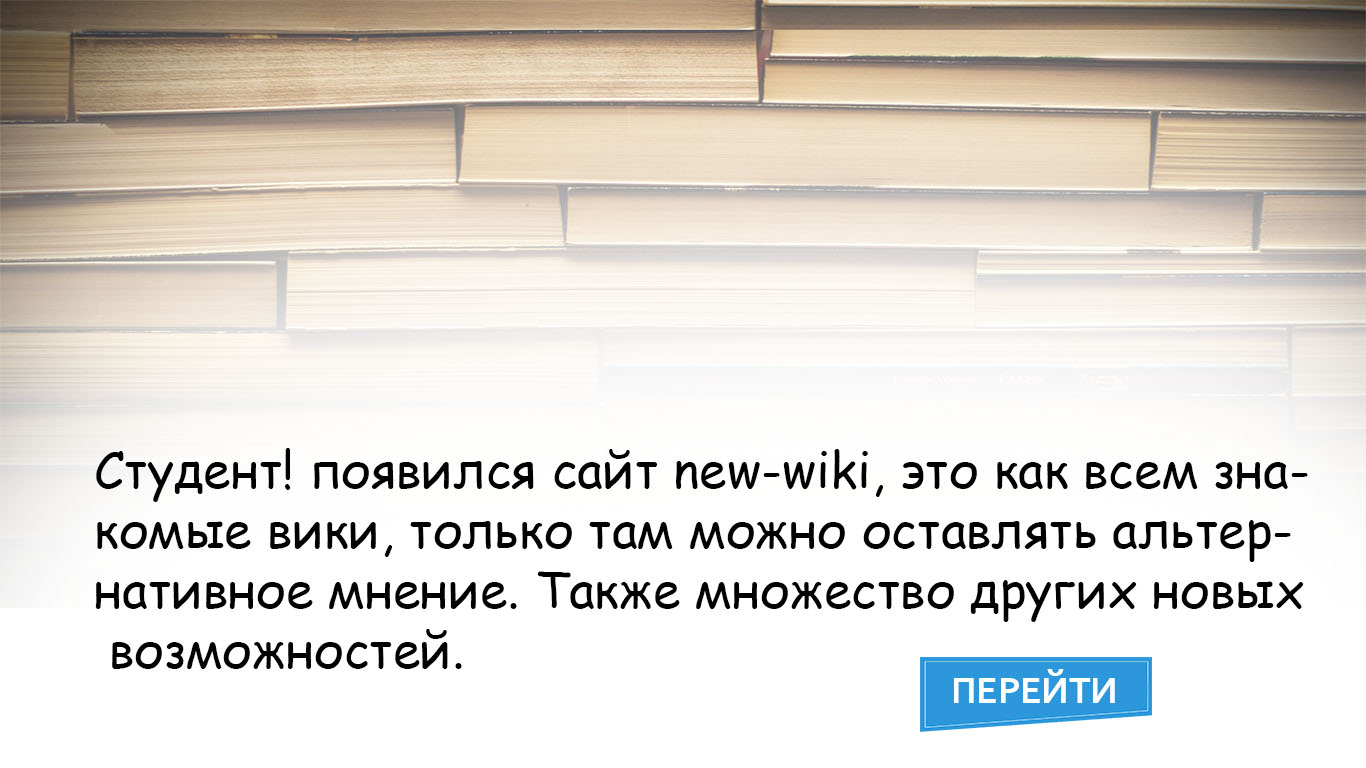 Студент! появился сайт new-wiki, это как всем зна-
комые вики, только там можно оставлять альтер-
нативное мнение. Также множество других новых
возможностей.
ПЕРЕЙТИ